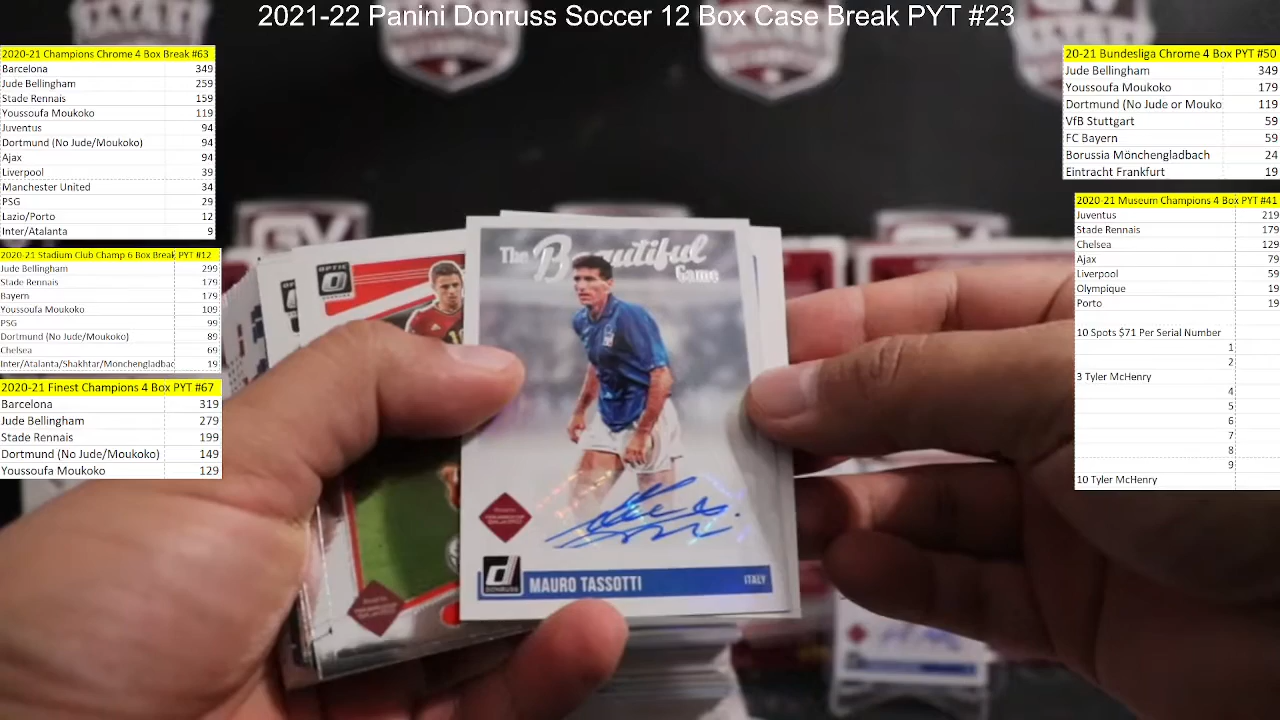 2021-22 Panini Donruss Soccer 12 Box Case Break PYT #23
2020-21 Champions Chrome 4 Box Break #63
Barcelona 349
Jude Bellingham 259
Stade Rennais 159
Youssoufa Moukoko 119
Juventus 94
Dortmund (No Jude/Moukoko) 94
Ajax 94
Liverpool 39
Manchester United 34
PSG 29
Lazio/Porto 12
Inter/Atalanta 9
2020-21 Stadium Club Champ 6 Box Break PYT #12
Jude Bellingham 299
Stade Rennais 179
Bayern 179
Youssoufa Moukoko 109
PSG 99
Dortmund (No Jude/Moukoko) 89
Chelsea 69
Inter/Atalanta/Shakhtar/Monchengladbac 19
2020-21 Finest Champions 4 Box PYT #67
Barcelona 319
Jude Bellingham 279
Stade Rennais 199
Dortmund (No Jude/Moukoko) 149
Youssoufa Moukoko 129
20-21 Bundesliga Chrome 4 Box PYT #50
Jude Bellingham 349
Youssoufa Moukoko 179
Dortmund (No Jude or Mouko 119
VfB Stuttgart 59
FC Bayern 59
Borussia Mönchengladbach 24
Eintracht Frankfurt 19
2020-21 Museum Champions 4 Box PYT #41
Juventus 219
Stade Rennais 179
Chelsea 129
Ajax 79
Liverpool 59
Olympique 19
Porto 19
10 Spots $71 Per Serial Number
1
2
3 Tyler McHenry
4
5
6
7
8
9
10 Tyler McHenry
OPTIC
The Beautiful
Game
DONRUSS
MAURO TASSOTTI
ITALY